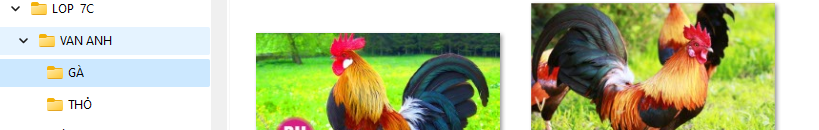 LOP 7C
VAN ANH
GÀ
THỎ